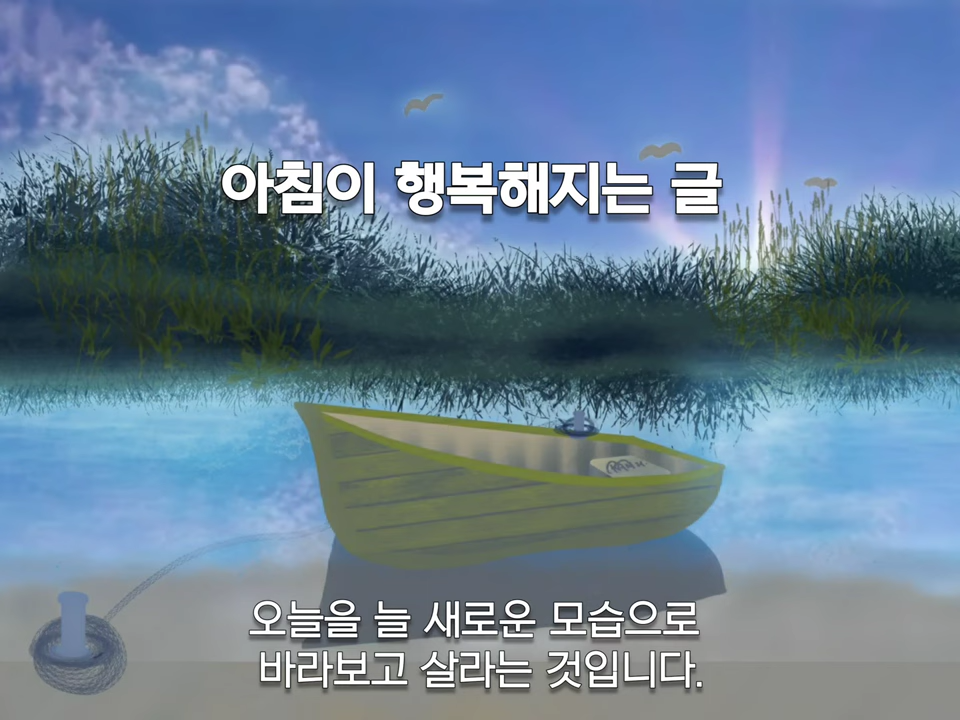 아침이 행복해지는 글
오늘을 늘 새로운 모습으로
바라보고 살라는 것입니다.